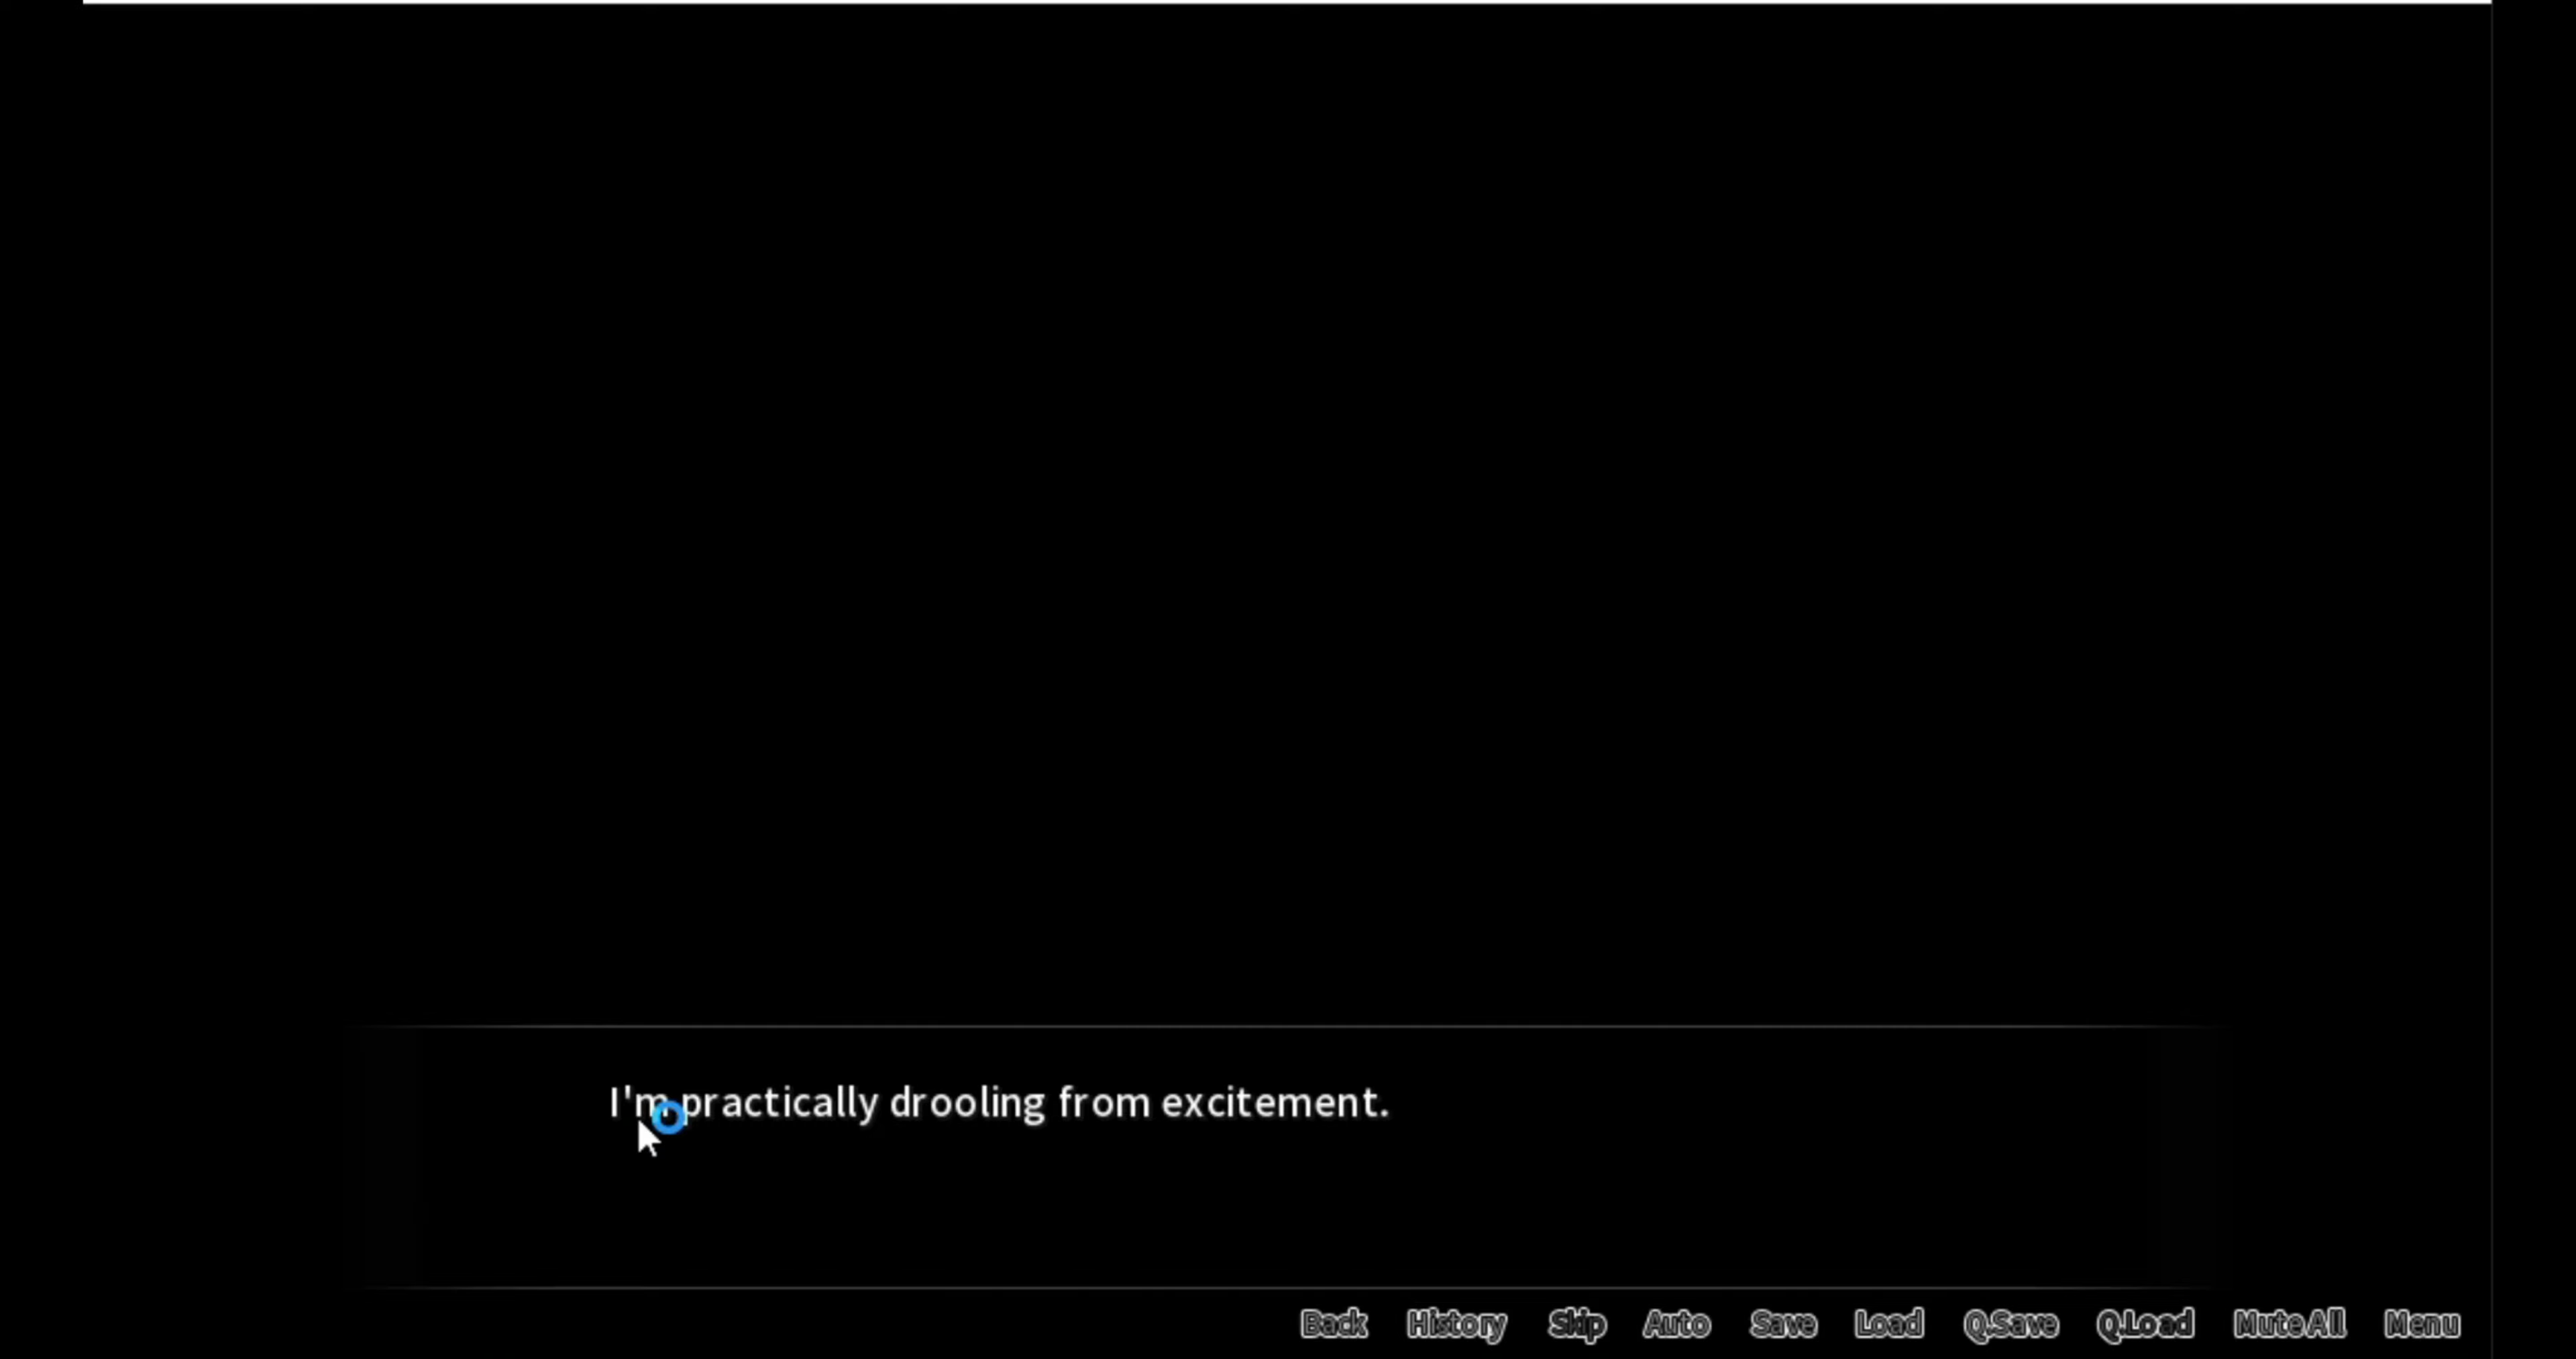 I'm practically drooling from excitement.
Back History Skip Auto Save Load Q.Save Q.Load Mute All Menu